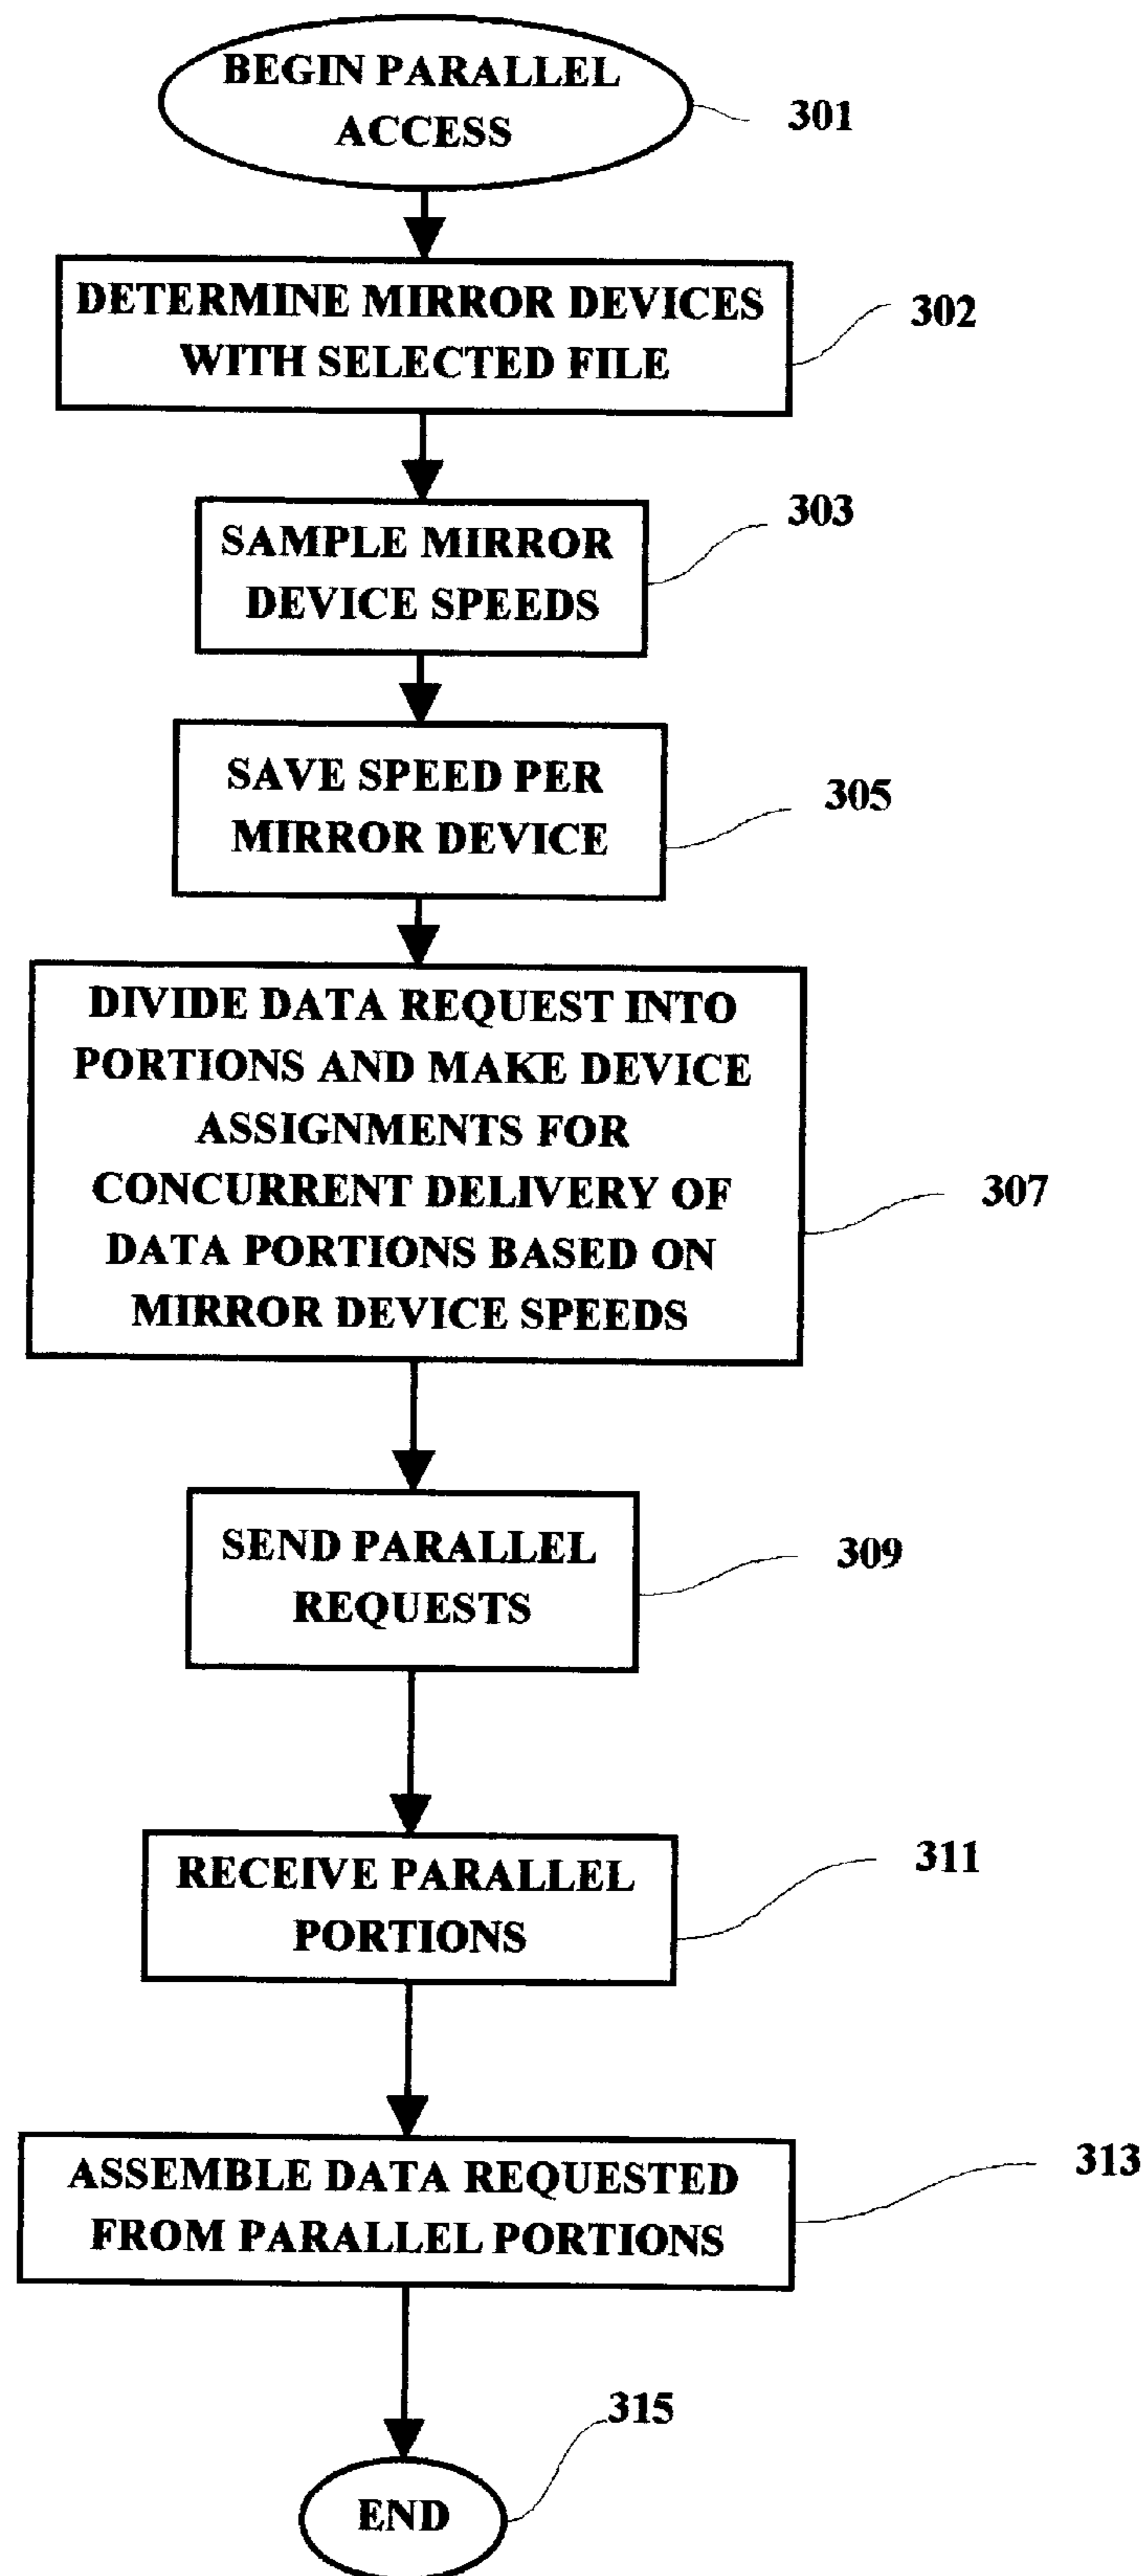 BEGIN PARALLEL
ACCESS
301
DETERMINE MIRROR DEVICES
WITH SELECTED FILE
302
SAMPLE MIRROR
DEVICE SPEEDS
303
SAVE SPEED PER
MIRROR DEVICE
305
DIVIDE DATA REQUEST INTO
PORTIONS AND MAKE DEVICE
ASSIGNMENTS FOR
CONCURRENT DELIVERY OF
DATA PORTIONS BASED ON
MIRROR DEVICE SPEEDS
307
SEND PARALLEL
REQUESTS
309
RECEIVE PARALLEL
PORTIONS
311
ASSEMBLE DATA REQUESTED
FROM PARALLEL PORTIONS
313
END
315